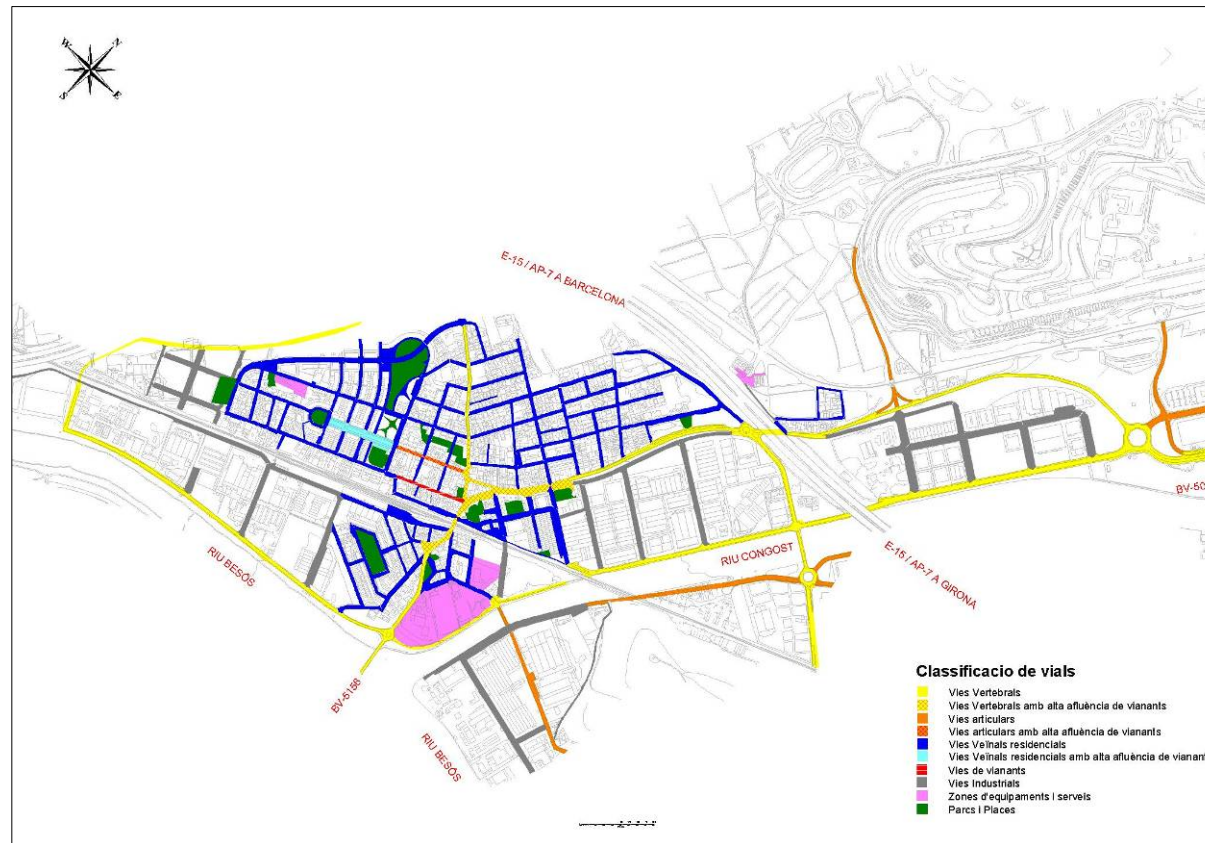 W
N
S
E
E-15 / AP-7 A BARCELONA
RIU BESÒS
RIU CONGOST
E-15 / AP-7 A GIRONA
BV-50
BV-5156
RIU BESÒS
Classificacio de vials
Vies Vertebrals
Vies Vertebrals amb alta afluència de vianants
Vies articulars
Vies articulars amb alta afluència de vianants
Vies Veïnals residencials
Vies Veïnals residencials amb alta afluència de vianant
Vies de vianants
Vies Industrials
Zones d'equipaments i serveis
Parcs i Places